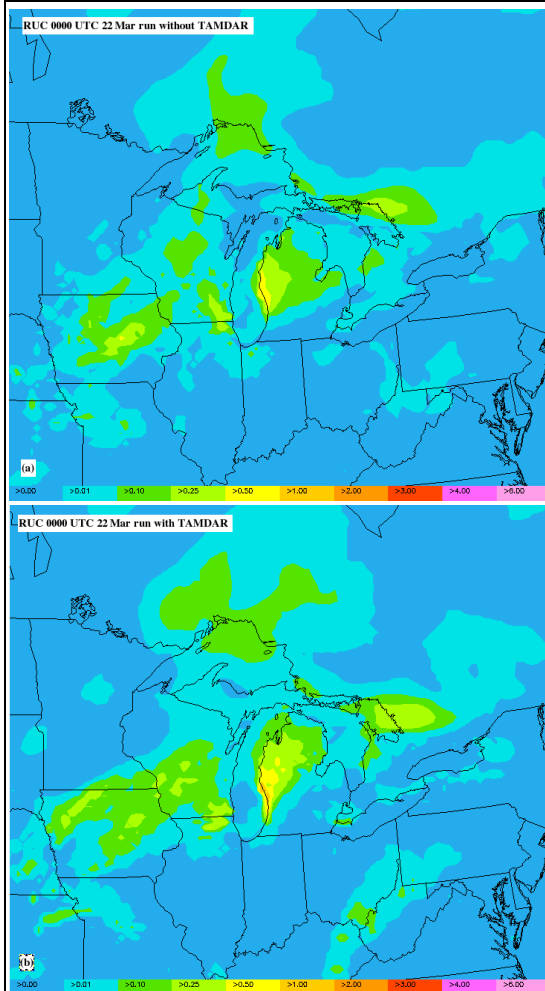 RUC 0000 UTC 22 Mar run without TAMDAR
(a)
>0.00 >0.01 >0.10 >0.25 >0.50 >1.00 >2.00 >3.00 >4.00 >6.00
RUC 0000 UTC 22 Mar run with TAMDAR
(b)
>0.00 >0.01 >0.10 >0.25 >0.50 >1.00 >2.00 >3.00 >4.00 >6.00